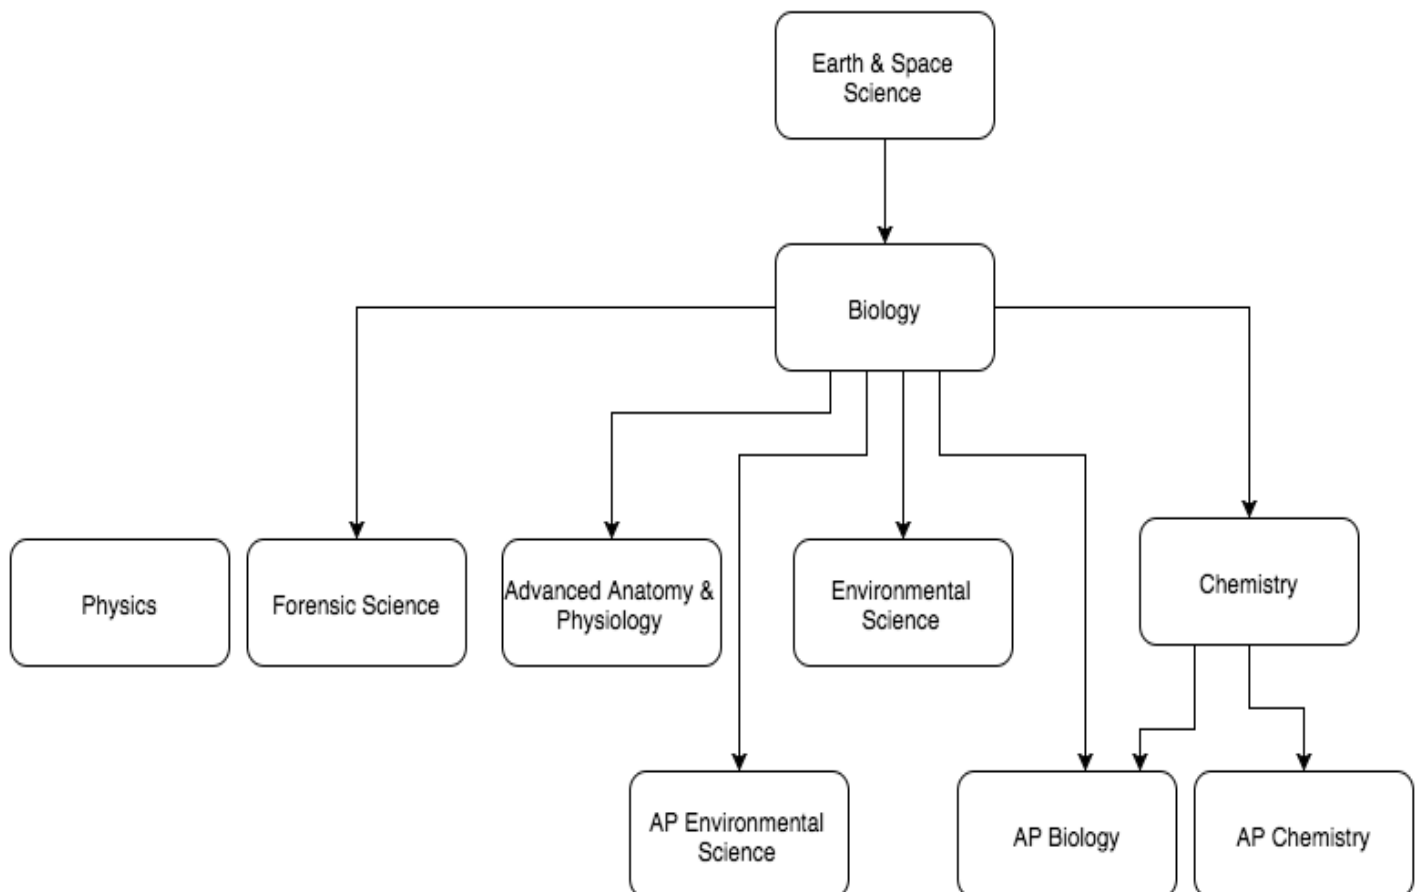 Earth & Space
Science
Biology
Physics
Forensic Science
Advanced Anatomy &
Physiology
Environmental
Science
Chemistry
AP Environmental
Science
AP Biology
AP Chemistry